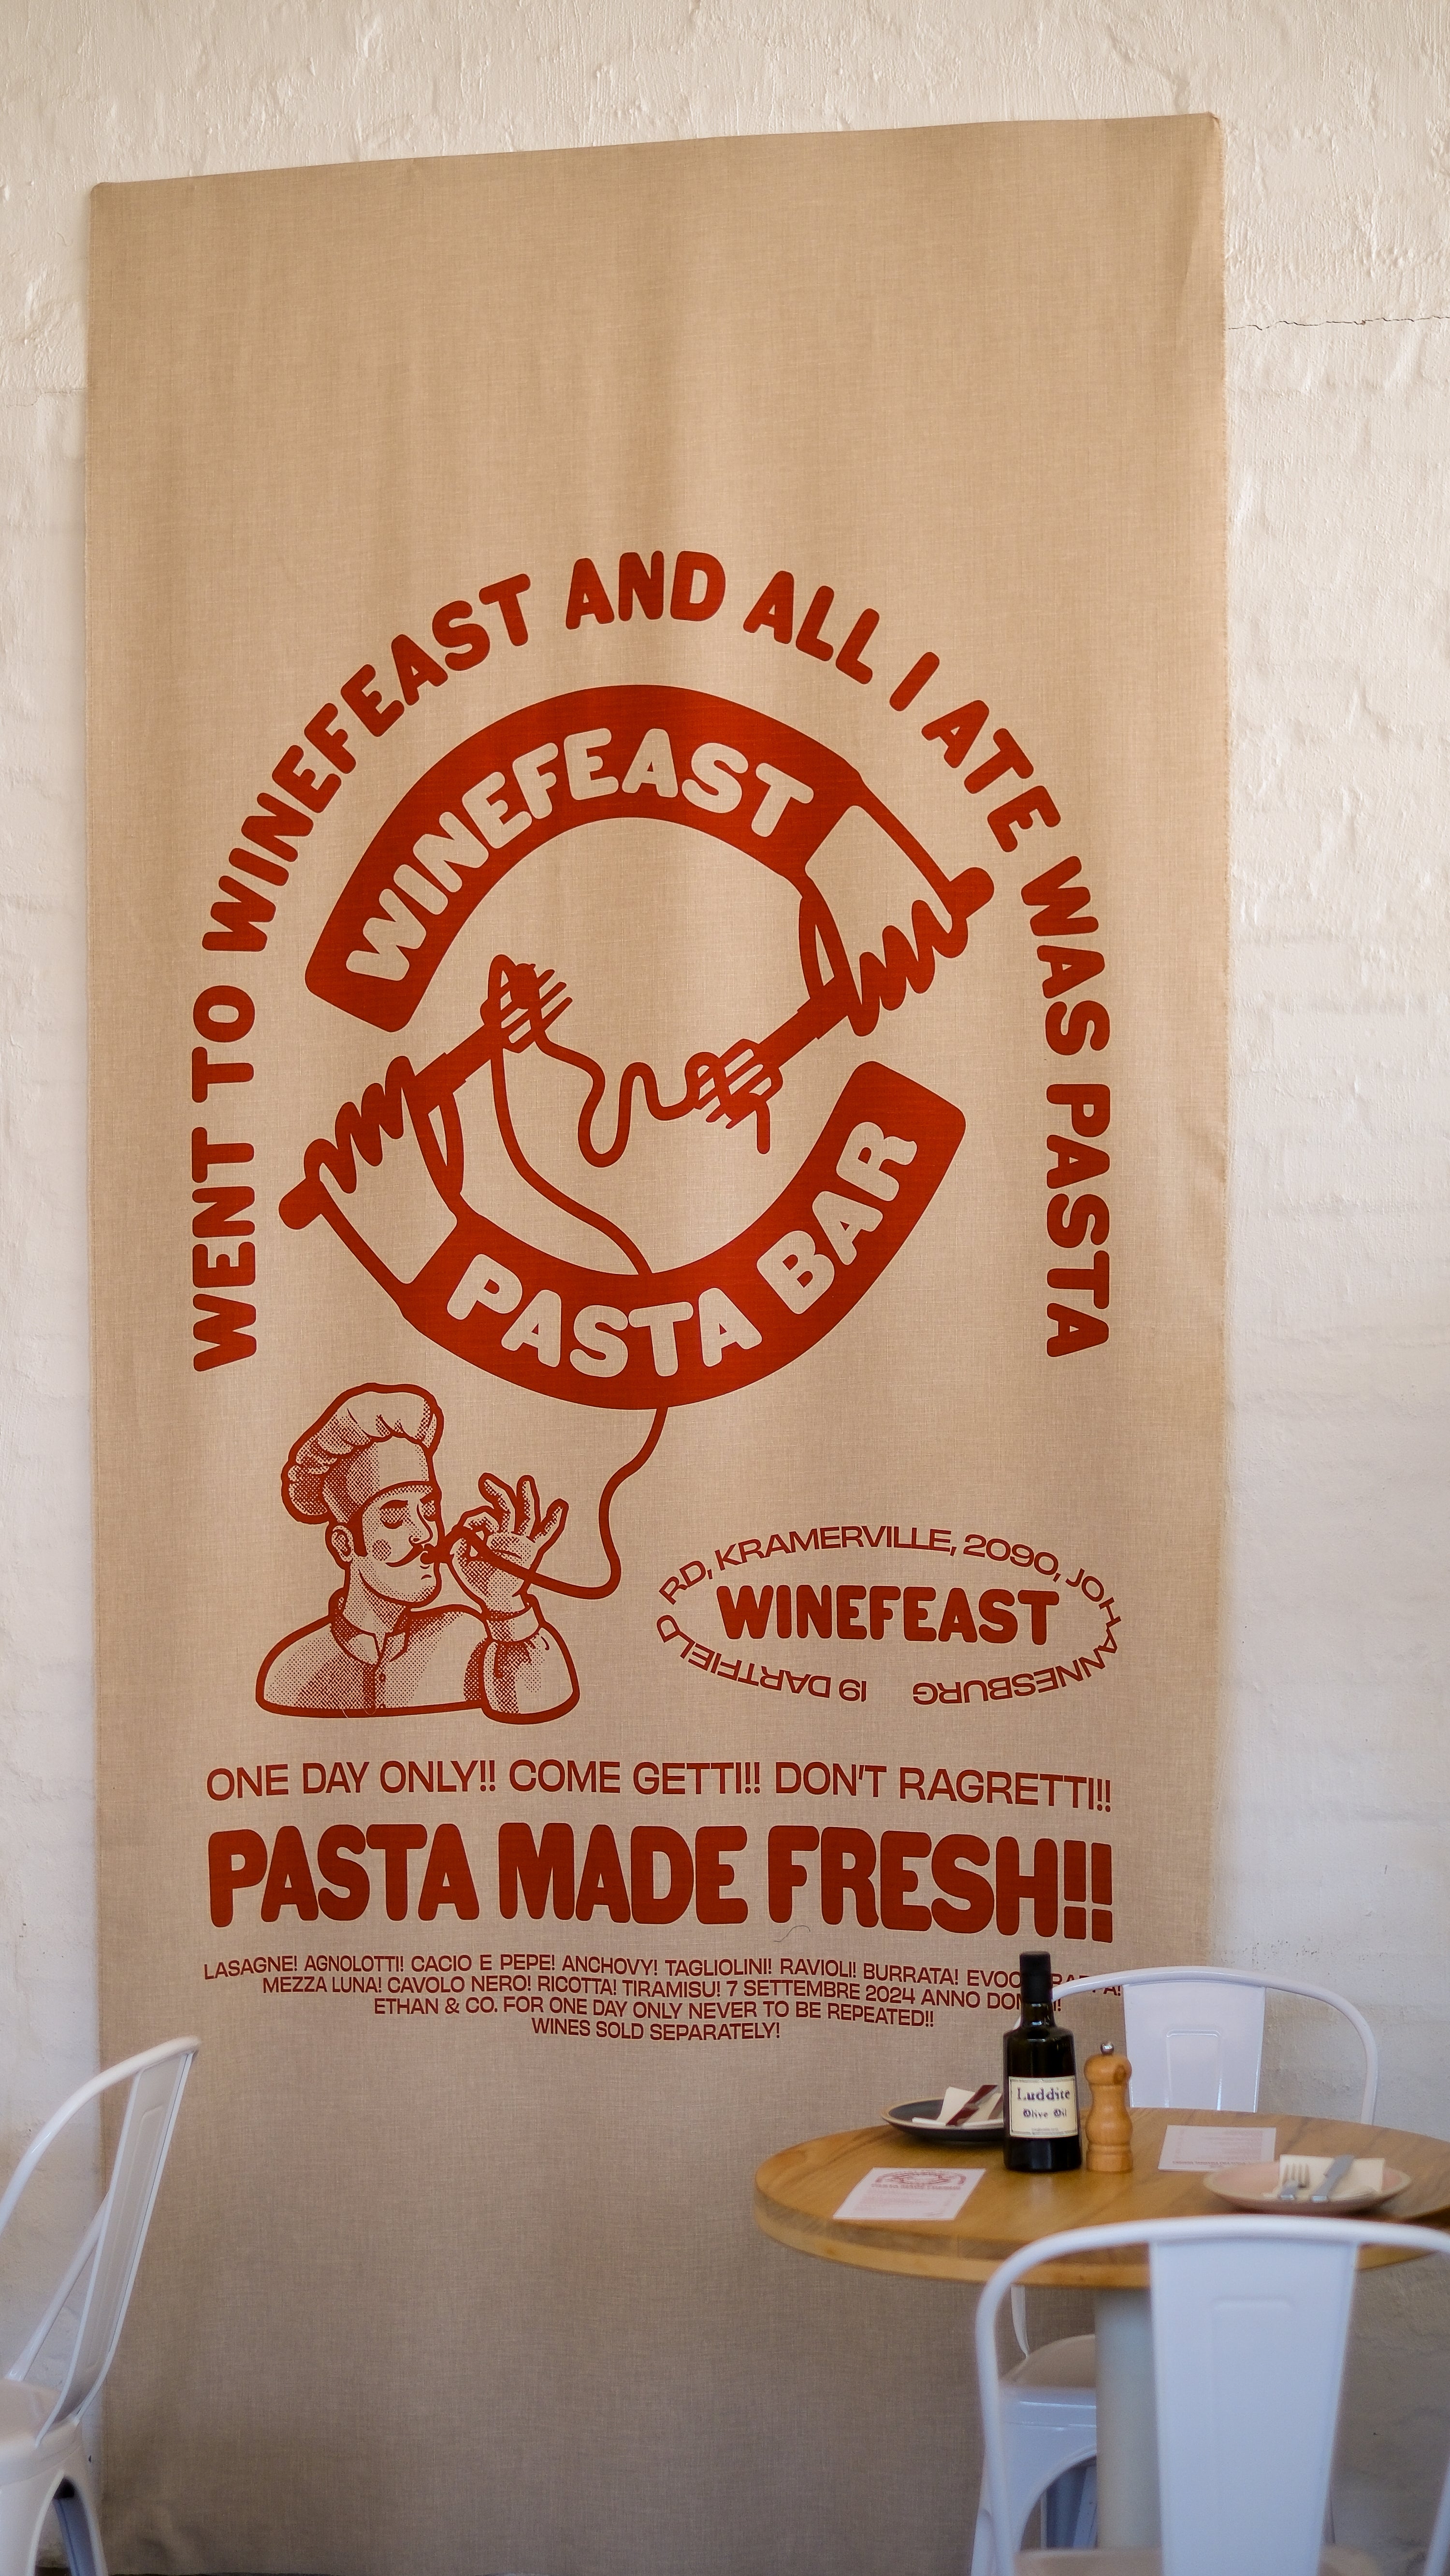 WENT TO WINEFEAST AND ALL I ATE WAS PASTA
WINEFEAST
PASTA BAR
19 DARTFIELD RD, KRAMERVILLE, 2090, JOHANNESBURG
WINEFEAST
ONE DAY ONLY!! COME GETTI!! DON'T RAGRETTI!!
PASTA MADE FRESH!!
LASAGNE! AGNOLOTTI! CACIO E PEPE! ANCHOVY! TAGLIOLINI! RAVIOLI! BURRATA!
MEZZA LUNA! CAVOLO NERO! RICOTTA! TIRAMISU! 7 SETTEMBRE 2024 ANNO
ETHAN & CO. FOR ONE DAY ONLY NEVER TO BE REPEATED!!
WINES SOLD SEPARATELY!
Luddite
Olive Oil